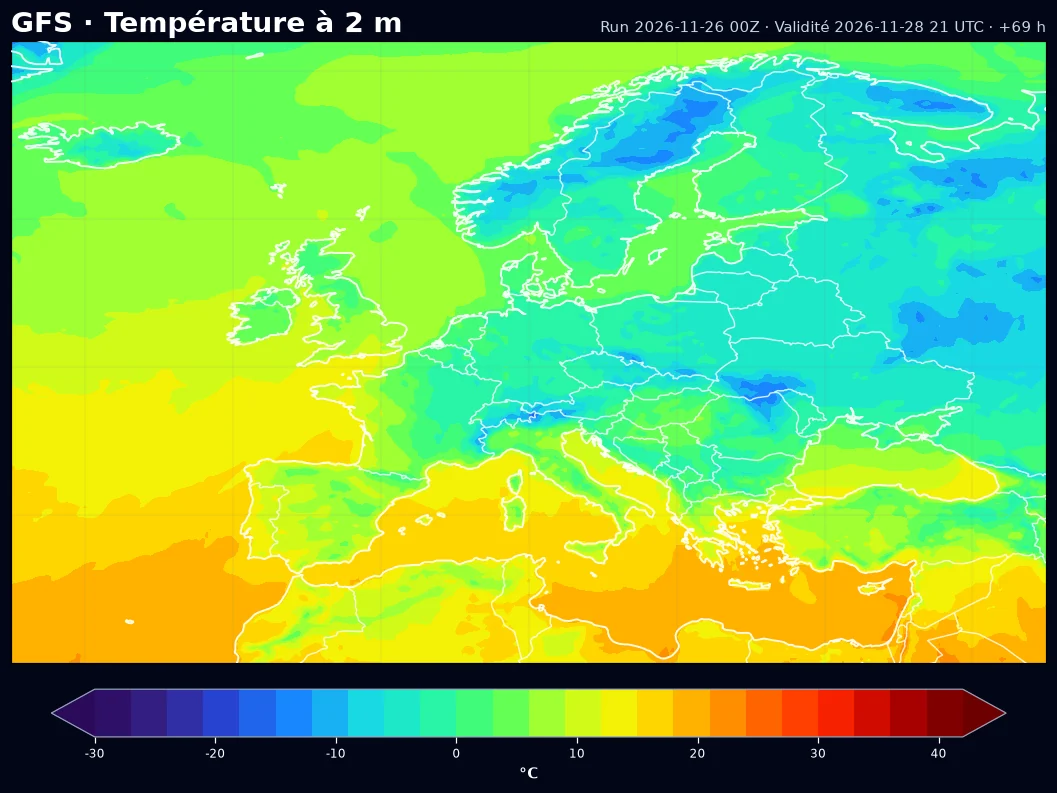 GFS · Température à 2 m
Run 2026-11-26 00Z · Validité 2026-11-28 21 UTC · +69 h
-30 -20 -10 0 10 20 30 40
°C